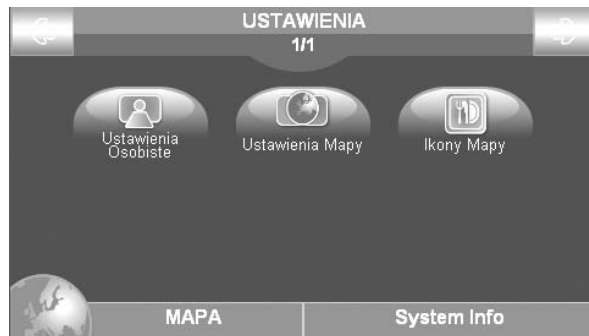 USTAWIENIA
1/1
Ustawienia
Osobiste
Ustawienia Mapy
Ikony Mapy
MAPA
System Info